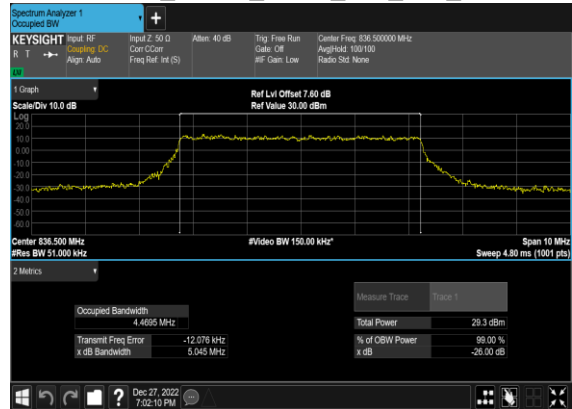 Spectrum Analyzer 1
Occupied BW
+
KEYSIGHT Input: RF Input Z: 50 Ω Atten: 40 dB Trig: Free Run Center Freq: 836.500000 MHz
R T Coupling: DC Corr CCorr Gate: Off Avg|Hold: 100/100
Align: Auto Freq Ref: Int (S) #IF Gain: Low Radio Std: None
1 Graph
Ref Lvl Offset 7.60 dB
Scale/Div 10.0 dB Ref Value 30.00 dBm
Log
20.0
10.0
0.00
-10.0
-20.0
-30.0
-40.0
-50.0
-60.0
Center 836.500 MHz #Video BW 150.00 kHz* Span 10 MHz
#Res BW 51.000 kHz Sweep 4.80 ms (1001 pts)
2 Metrics
Measure Trace Trace 1
Occupied Bandwidth
4.4695 MHz Total Power 29.3 dBm
Transmit Freq Error -12.076 kHz % of OBW Power 99.00 %
x dB Bandwidth 5.045 MHz x dB -26.00 dB
? Dec 27, 2022
7:02:10 PM